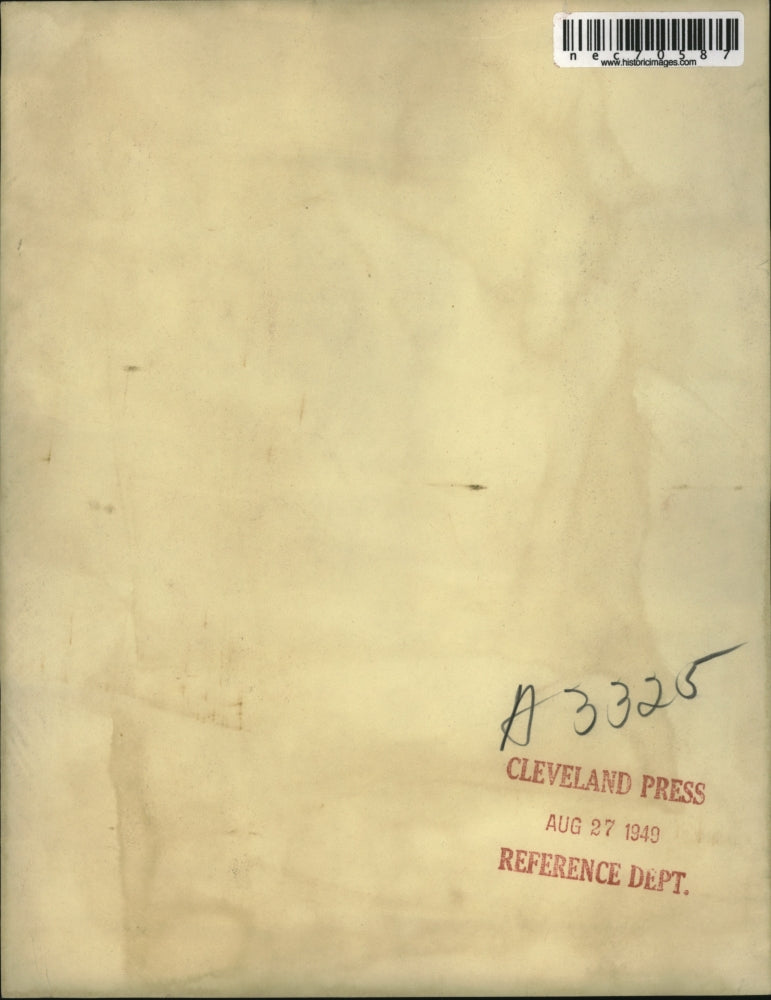 nec70587
www.historicimages.com
A 3325
CLEVELAND PRESS
AUG 27 1949
REFERENCE DEPT.